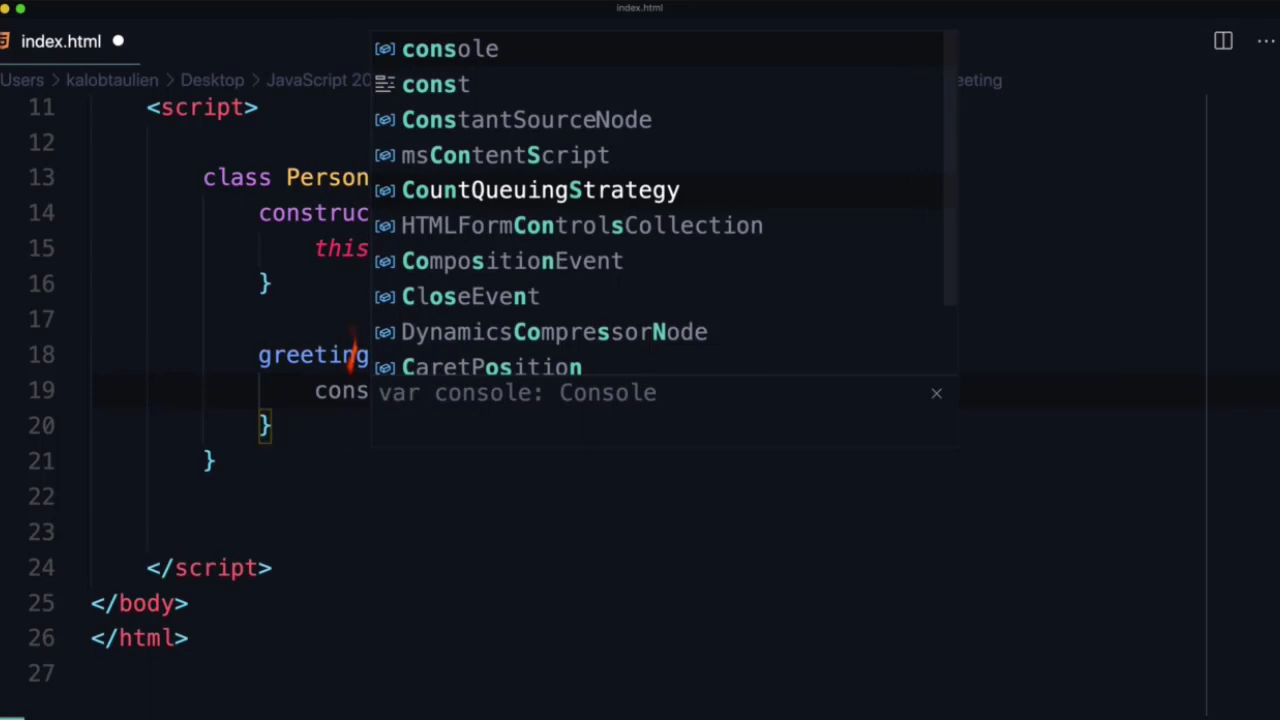 index.html
index.html
Users > kalobtaulien > Desktop > JavaScript 20
eeting
11 <script>
12
13 class Person
14 construc
15 this
16 }
17
18 greeting
19 cons
20 }
21 }
22
23
24 </script>
25 </body>
26 </html>
27
console
const
ConstantSourceNode
msContentScript
CountQueuingStrategy
HTMLFormControlsCollection
CompositionEvent
CloseEvent
DynamicsCompressorNode
CaretPosition
var console: Console